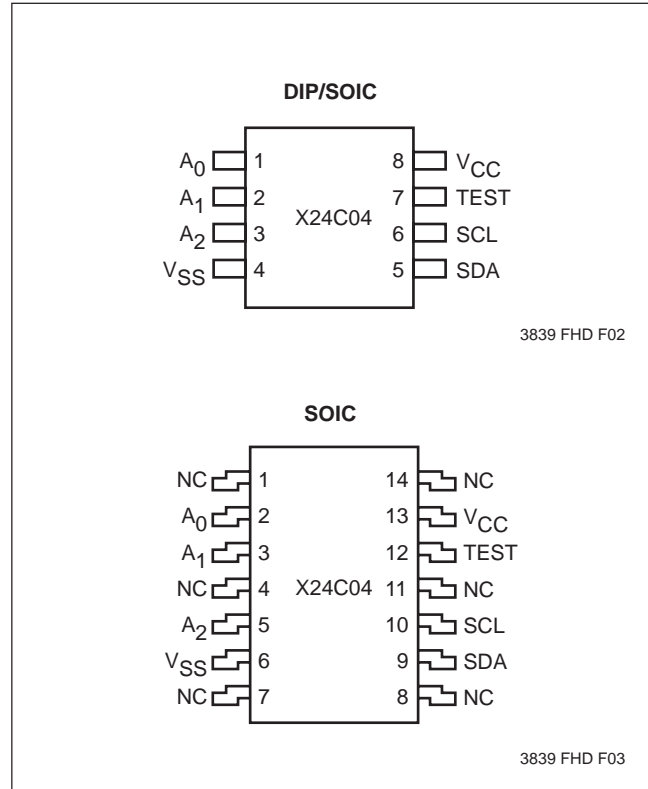 DIP/SOIC
A0 1 8 VCC
A1 2 7 TEST
X24C04
A2 3 6 SCL
VSS 4 5 SDA
3839 FHD F02
SOIC
NC 1 14 NC
A0 2 13 VCC
A1 3 12 TEST
NC 4 X24C04 11 NC
A2 5 10 SCL
VSS 6 9 SDA
NC 7 8 NC
3839 FHD F03